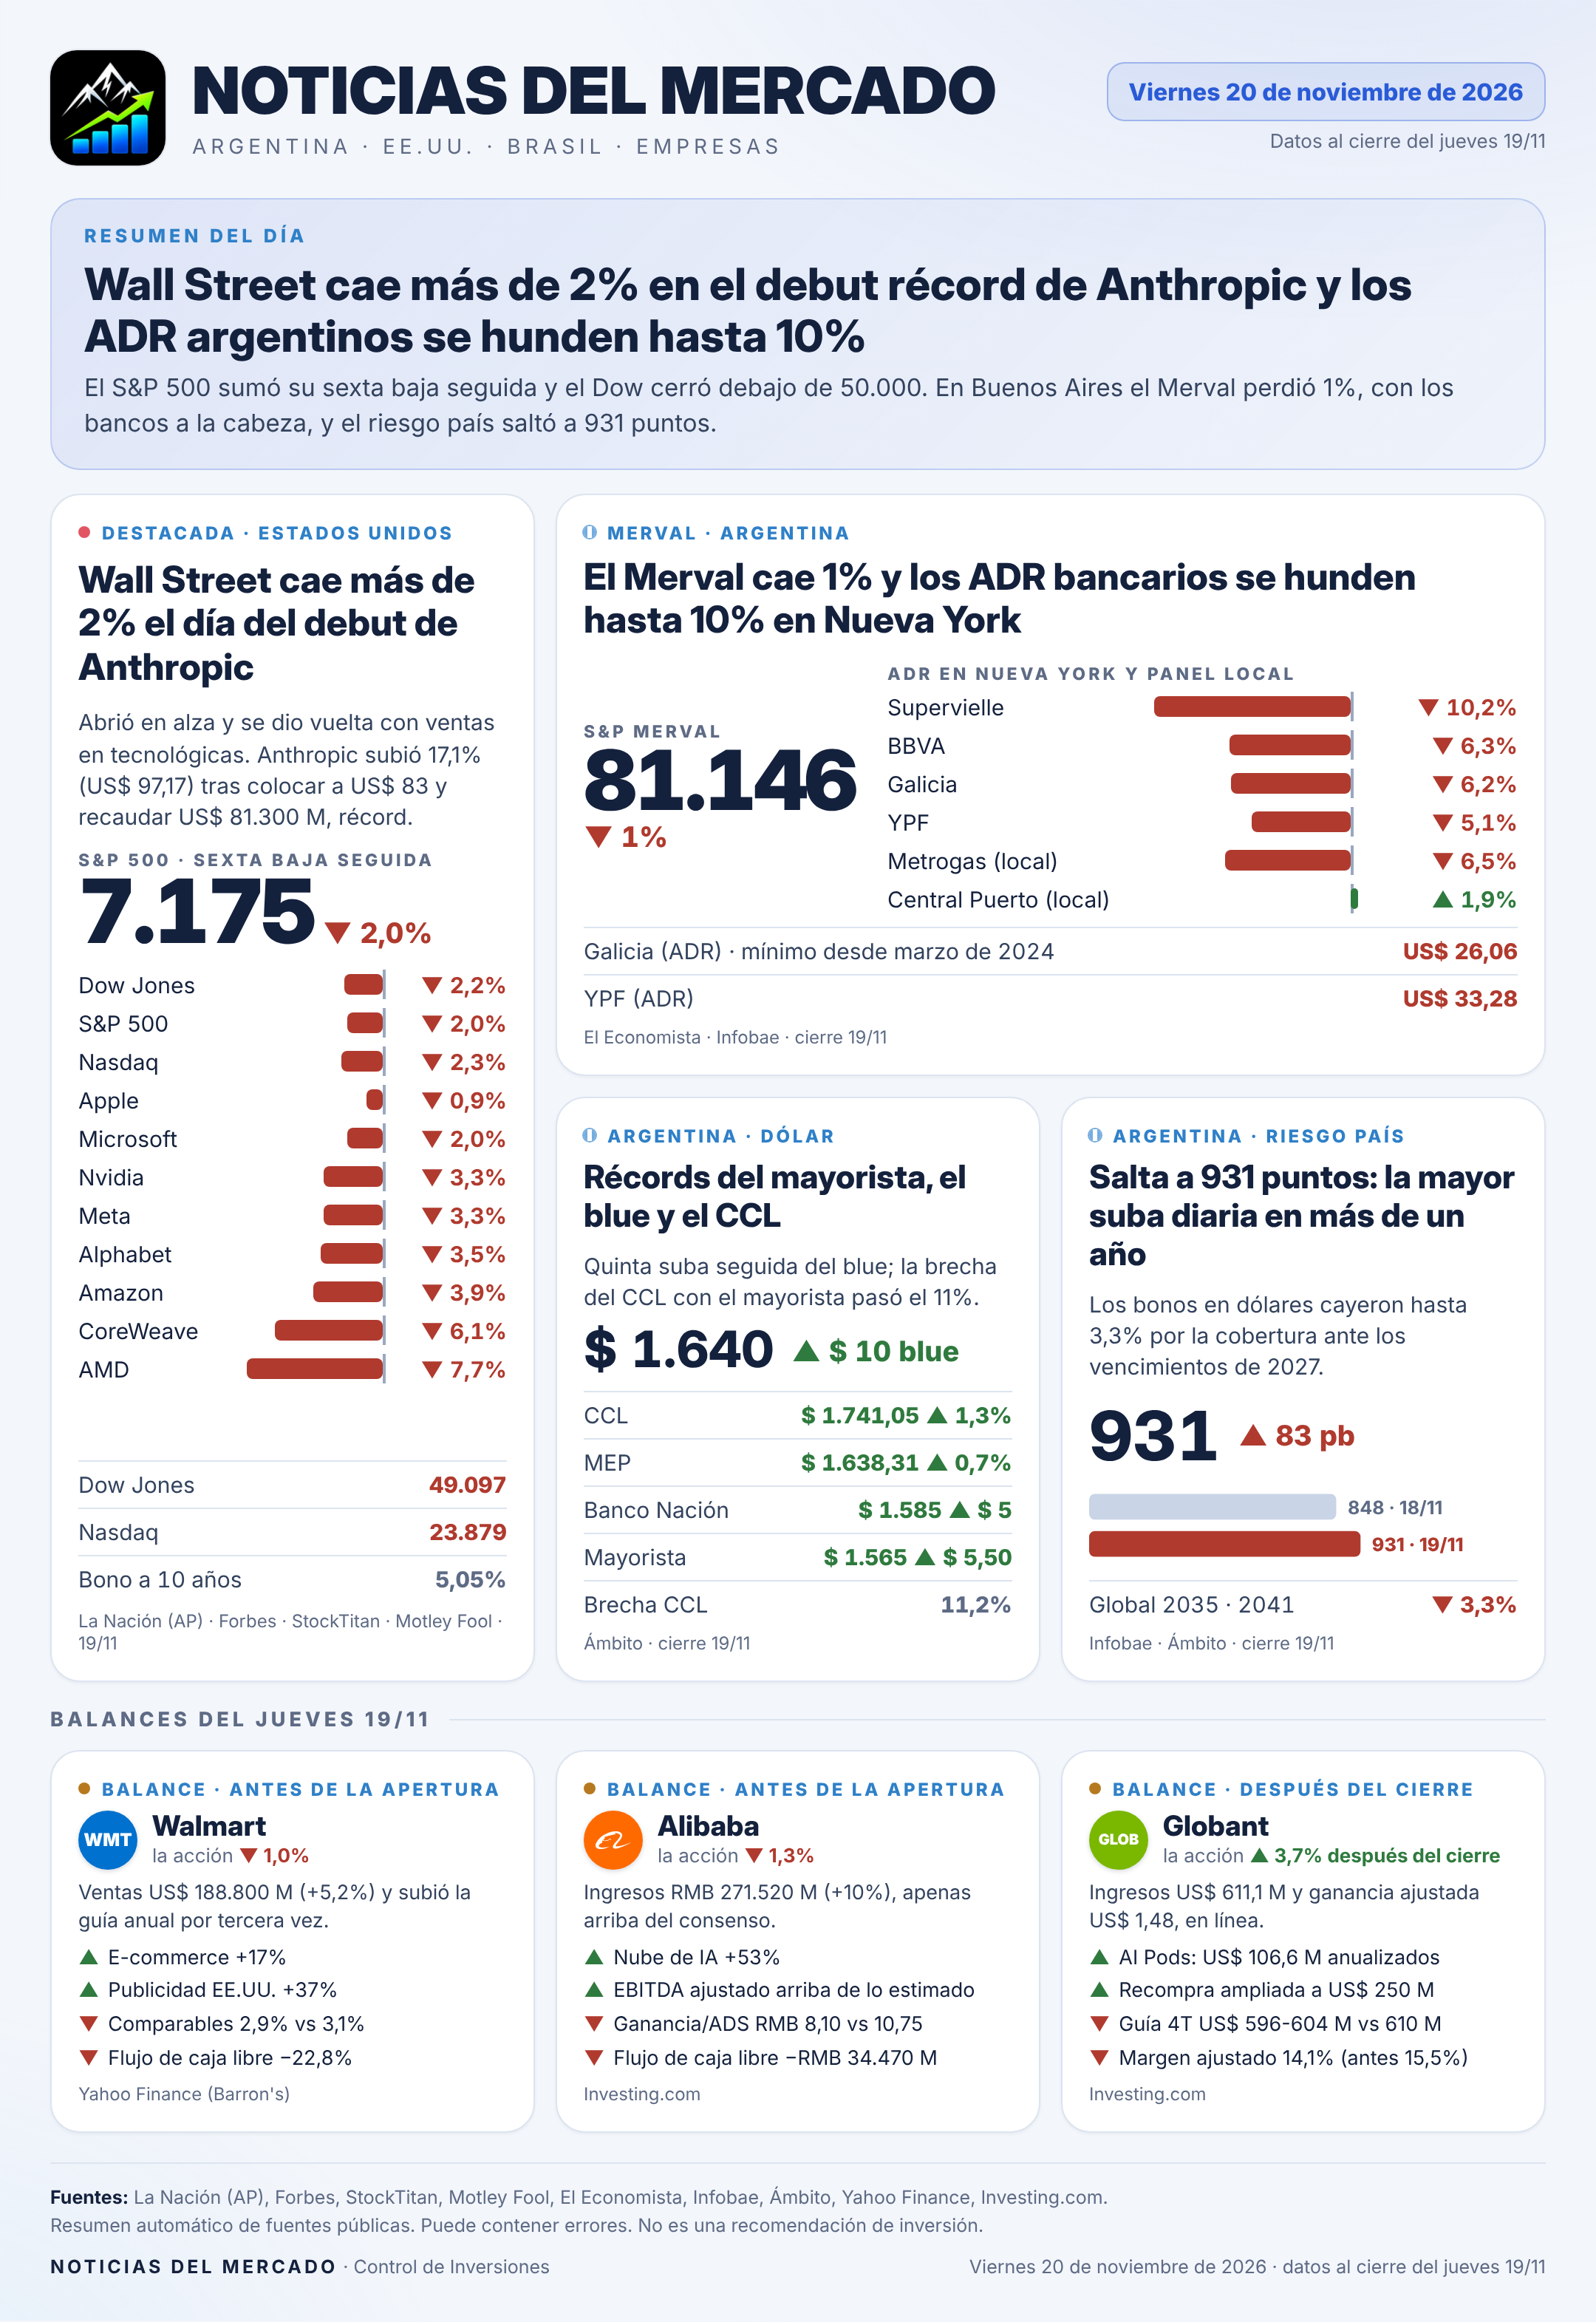 NOTICIAS DEL MERCADO
ARGENTINA · EE.UU. · BRASIL · EMPRESAS
Viernes 20 de noviembre de 2026
Datos al cierre del jueves 19/11
RESUMEN DEL DÍA
Wall Street cae más de 2% en el debut récord de Anthropic y los
ADR argentinos se hunden hasta 10%
El S&P 500 sumó su sexta baja seguida y el Dow cerró debajo de 50.000. En Buenos Aires el Merval perdió 1%, con los
bancos a la cabeza, y el riesgo país saltó a 931 puntos.
DESTACADA · ESTADOS UNIDOS
Wall Street cae más de
2% el día del debut de
Anthropic
Abrió en alza y se dio vuelta con ventas
en tecnológicas. Anthropic subió 17,1%
(US$ 97,17) tras colocar a US$ 83 y
recaudar US$ 81.300 M, récord.
S&P 500 · SEXTA BAJA SEGUIDA
7.175 ▼ 2,0%
Dow Jones ▼ 2,2%
S&P 500 ▼ 2,0%
Nasdaq ▼ 2,3%
Apple ▼ 0,9%
Microsoft ▼ 2,0%
Nvidia ▼ 3,3%
Meta ▼ 3,3%
Alphabet ▼ 3,5%
Amazon ▼ 3,9%
CoreWeave ▼ 6,1%
AMD ▼ 7,7%
Dow Jones 49.097
Nasdaq 23.879
Bono a 10 años 5,05%
La Nación (AP) · Forbes · StockTitan · Motley Fool ·
19/11
MERVAL · ARGENTINA
El Merval cae 1% y los ADR bancarios se hunden
hasta 10% en Nueva York
S&P MERVAL
81.146
▼ 1%
ADR EN NUEVA YORK Y PANEL LOCAL
Supervielle ▼ 10,2%
BBVA ▼ 6,3%
Galicia ▼ 6,2%
YPF ▼ 5,1%
Metrogas (local) ▼ 6,5%
Central Puerto (local) ▲ 1,9%
Galicia (ADR) · mínimo desde marzo de 2024 US$ 26,06
YPF (ADR) US$ 33,28
El Economista · Infobae · cierre 19/11
ARGENTINA · DÓLAR
Récords del mayorista, el
blue y el CCL
Quinta suba seguida del blue; la brecha
del CCL con el mayorista pasó el 11%.
$ 1.640 ▲ $ 10 blue
CCL $ 1.741,05 ▲ 1,3%
MEP $ 1.638,31 ▲ 0,7%
Banco Nación $ 1.585 ▲ $ 5
Mayorista $ 1.565 ▲ $ 5,50
Brecha CCL 11,2%
Ámbito · cierre 19/11
ARGENTINA · RIESGO PAÍS
Salta a 931 puntos: la mayor
suba diaria en más de un
año
Los bonos en dólares cayeron hasta
3,3% por la cobertura ante los
vencimientos de 2027.
931 ▲ 83 pb
848 · 18/11
931 · 19/11
Global 2035 · 2041 ▼ 3,3%
Infobae · Ámbito · cierre 19/11
BALANCES DEL JUEVES 19/11
BALANCE · ANTES DE LA APERTURA
WMT
Walmart
la acción ▼ 1,0%
Ventas US$ 188.800 M (+5,2%) y subió la
guía anual por tercera vez.
▲ E-commerce +17%
▲ Publicidad EE.UU. +37%
▼ Comparables 2,9% vs 3,1%
▼ Flujo de caja libre −22,8%
Yahoo Finance (Barron's)
BALANCE · ANTES DE LA APERTURA
Alibaba
la acción ▼ 1,3%
Ingresos RMB 271.520 M (+10%), apenas
arriba del consenso.
▲ Nube de IA +53%
▲ EBITDA ajustado arriba de lo estimado
▼ Ganancia/ADS RMB 8,10 vs 10,75
▼ Flujo de caja libre −RMB 34.470 M
Investing.com
BALANCE · DESPUÉS DEL CIERRE
GLOB
Globant
la acción ▲ 3,7% después del cierre
Ingresos US$ 611,1 M y ganancia ajustada
US$ 1,48, en línea.
▲ AI Pods: US$ 106,6 M anualizados
▲ Recompra ampliada a US$ 250 M
▼ Guía 4T US$ 596-604 M vs 610 M
▼ Margen ajustado 14,1% (antes 15,5%)
Investing.com
Fuentes: La Nación (AP), Forbes, StockTitan, Motley Fool, El Economista, Infobae, Ámbito, Yahoo Finance, Investing.com.
Resumen automático de fuentes públicas. Puede contener errores. No es una recomendación de inversión.
NOTICIAS DEL MERCADO · Control de Inversiones
Viernes 20 de noviembre de 2026 · datos al cierre del jueves 19/11